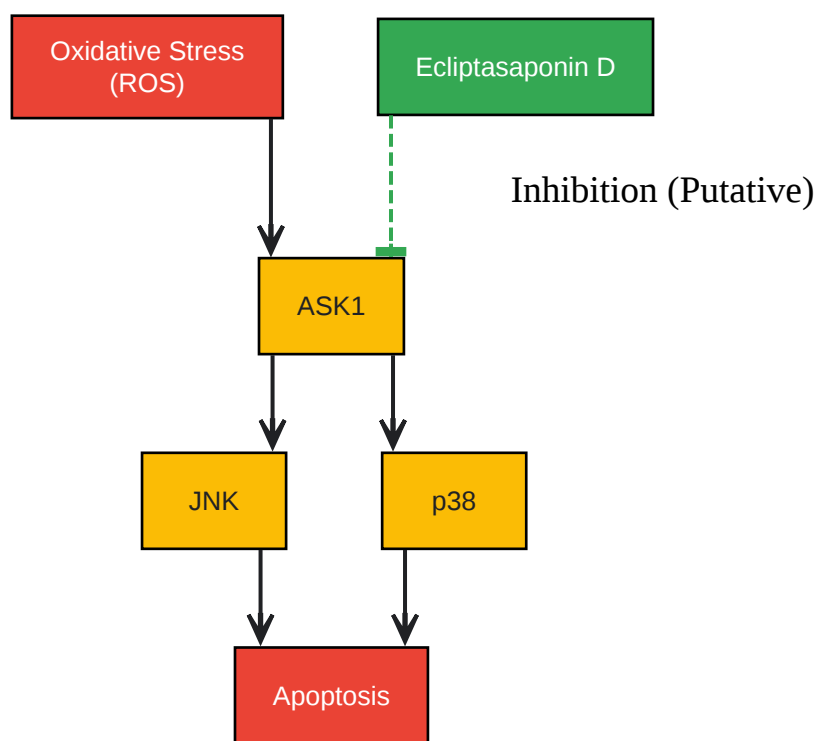 Oxidative Stress
(ROS)
Ecliptasaponin D
Inhibition (Putative)
ASK1
JNK
p38
Apoptosis